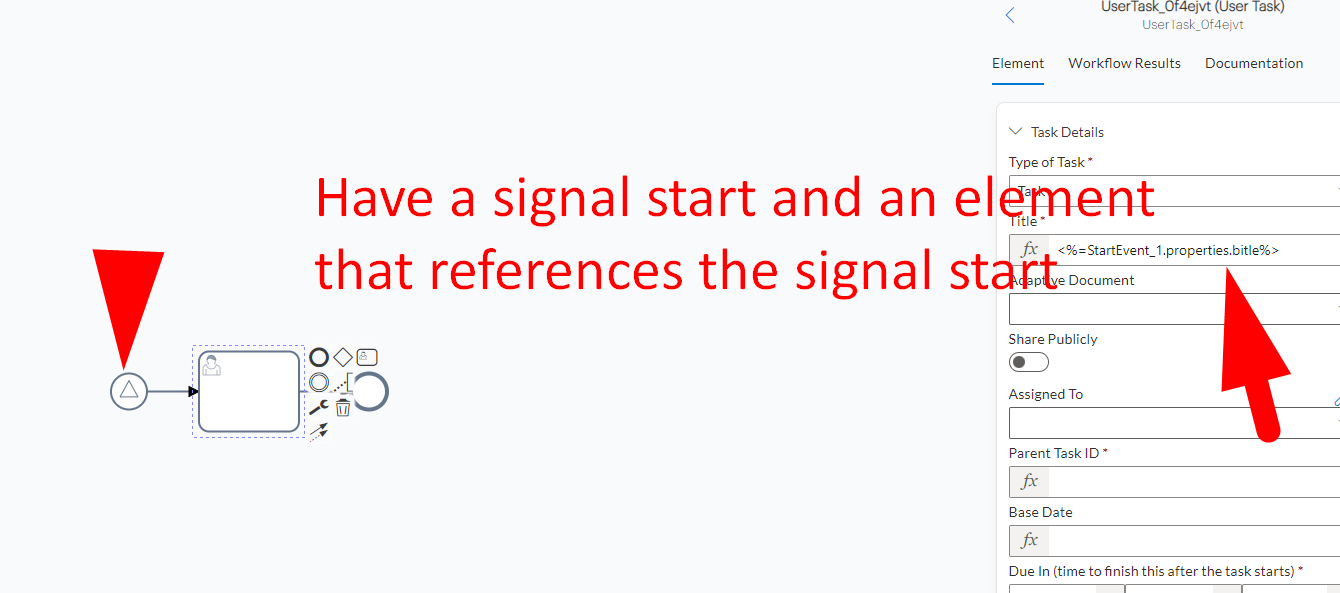 UserTask_0f4ejvt (User Task)
UserTask_0f4ejvt
Element Workflow Results Documentation
Task Details
Type of Task *
Task
Have a signal start and an element
that references the signal start
Title *
fx <%=StartEvent_1.properties.bitle%>
Adaptive Document
Share Publicly
Assigned To
Parent Task ID *
fx
Base Date
fx
Due In (time to finish this after the task starts) *